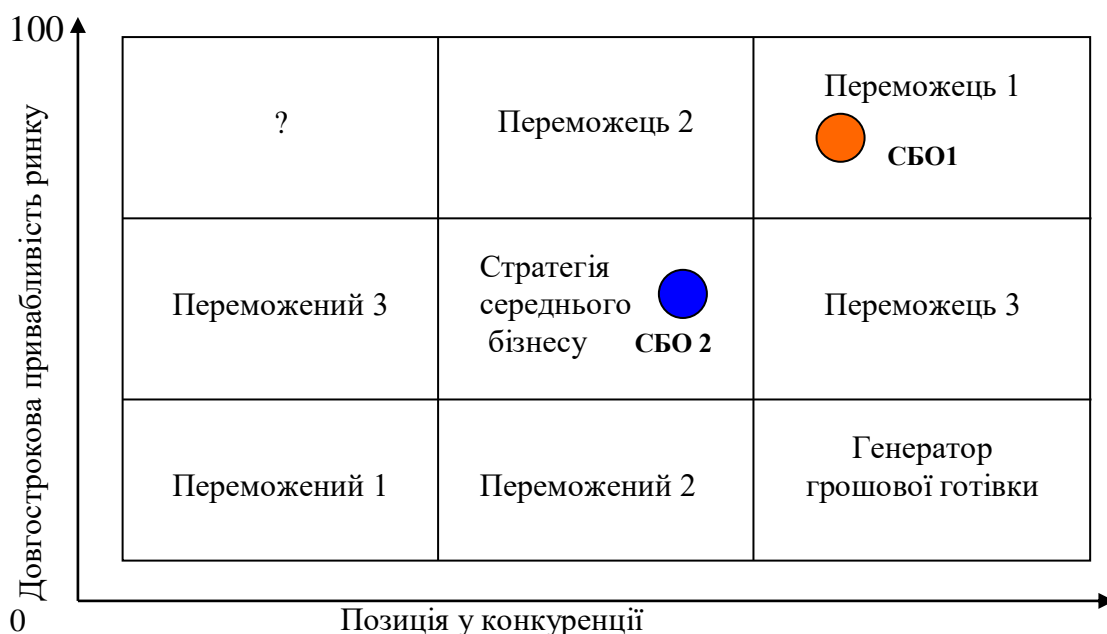 100
Довгострокова привабливість ринку
?
Переможець 2
Переможець 1
СБО1
Переможений 3
Стратегія
середнього
бізнесу
СБО 2
Переможець 3
Переможений 1
Переможений 2
Генератор
грошової готівки
0
Позиція у конкуренції